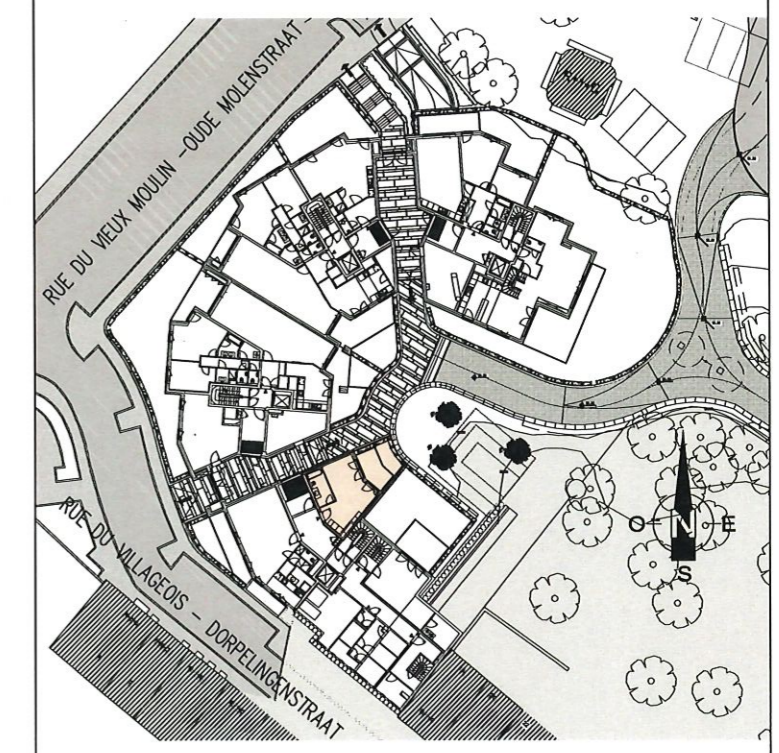 RUE DU VIEUX MOULIN - OUDE MOLENSTRAAT -
RUE DU VILLAGEOIS - DORPELINGENSTRAAT
O N E
S